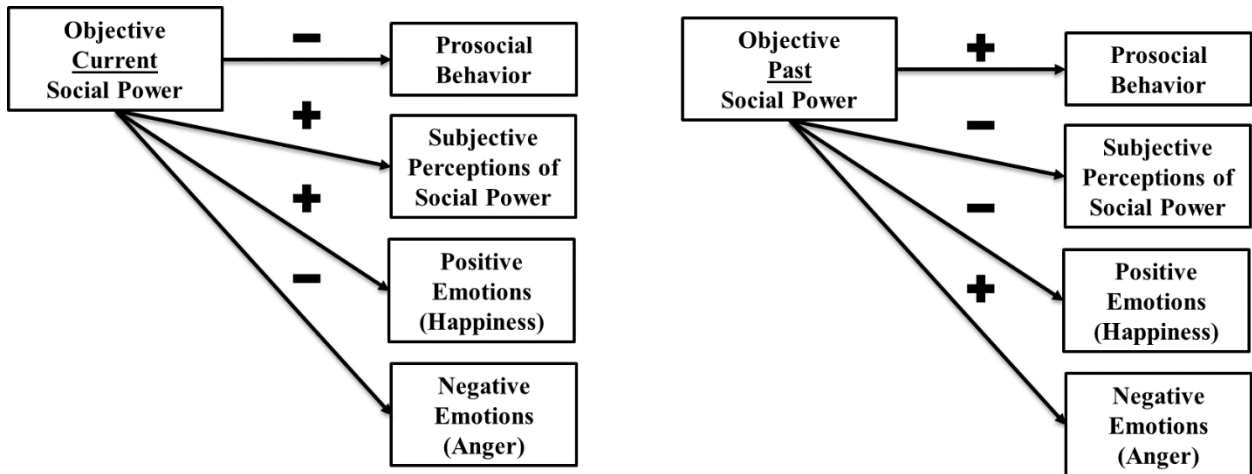 Objective
Current
Social Power
−
Prosocial
Behavior
+
Subjective
Perceptions of
Social Power
+
Positive
Emotions
(Happiness)
−
Negative
Emotions
(Anger)
Objective
Past
Social Power
+
Prosocial
Behavior
−
Subjective
Perceptions of
Social Power
−
Positive
Emotions
(Happiness)
+
Negative
Emotions
(Anger)